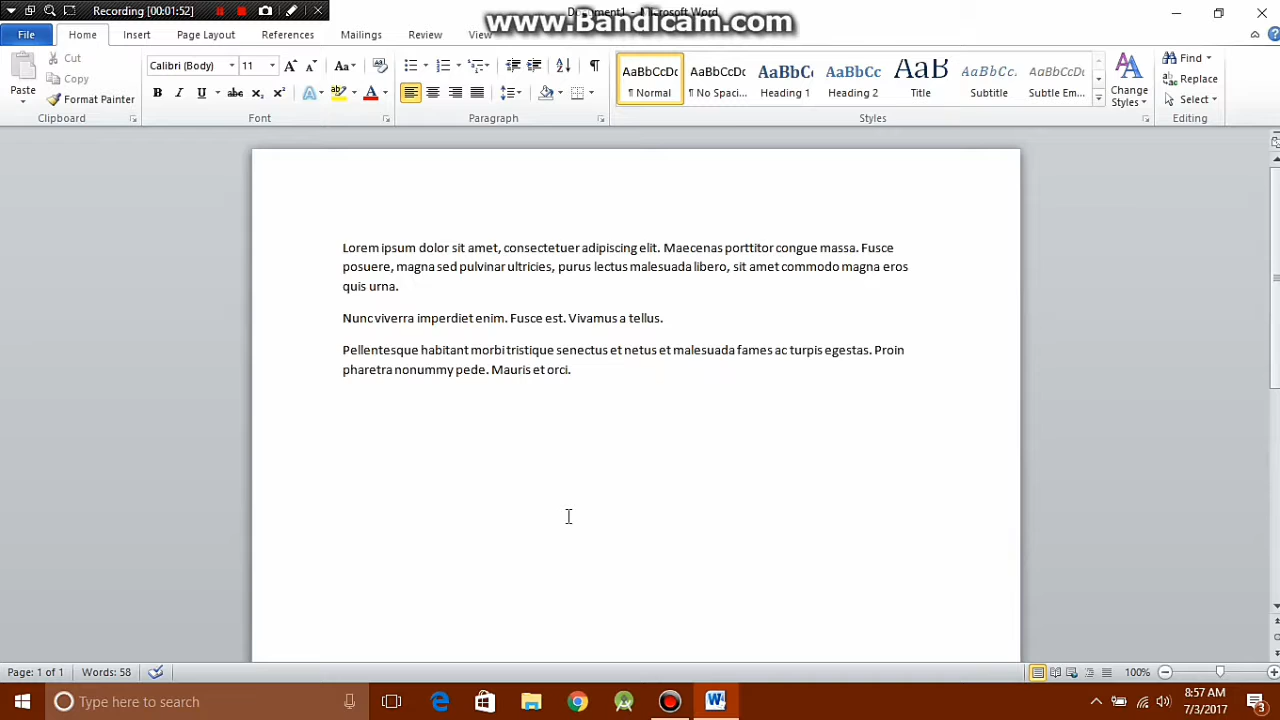 Recording [00:01:52]
Document1 - Microsoft Word
www.Bandicam.com
File Home Insert Page Layout References Mailings Review View
Paste
Cut
Copy
Format Painter
Clipboard
Calibri (Body) 11
Font
Paragraph
AaBbCcDc AaBbCcDc AaBbC AaBbCc AaB AaBbCc. AaBbCcDc
¶ Normal ¶ No Spaci... Heading 1 Heading 2 Title Subtitle Subtle Em...
Styles
Change
Styles
Find
Replace
Select
Editing
Lorem ipsum dolor sit amet, consectetuer adipiscing elit. Maecenas porttitor congue massa. Fusce
posuere, magna sed pulvinar ultricies, purus lectus malesuada libero, sit amet commodo magna eros
quis urna.
Nunc viverra imperdiet enim. Fusce est. Vivamus a tellus.
Pellentesque habitant morbi tristique senectus et netus et malesuada fames ac turpis egestas. Proin
pharetra nonummy pede. Mauris et orci.
Page: 1 of 1 Words: 58 100%
Type here to search
8:57 AM
7/3/2017